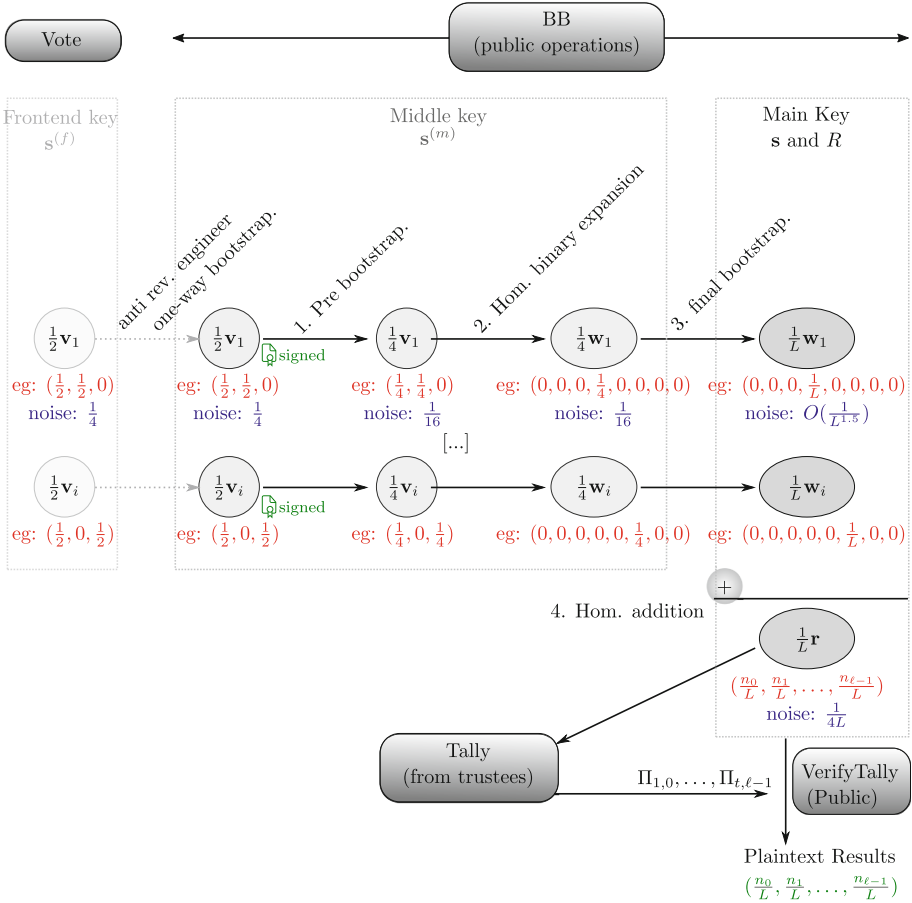 Vote
BB
(public operations)
Frontend key
s^(f)
Middle key
s^(m)
Main Key
s and R
anti rev. engineer
one-way bootstrap.
1. Pre bootstrap.
2. Hom. binary expansion
3. final bootstrap.
½v₁ ½v₁ ¼v₁ ¼w₁ 1/L w₁
signed
eg: (½, ½, 0) eg: (½, ½, 0) eg: (¼, ¼, 0) eg: (0, 0, 0, ¼, 0, 0, 0, 0) eg: (0, 0, 0, 1/L, 0, 0, 0, 0)
noise: ¼ noise: ¼ noise: 1/16 noise: 1/16 noise: O(1/L^1.5)
[...]
½vᵢ ½vᵢ ¼vᵢ ¼wᵢ 1/L wᵢ
signed
eg: (½, 0, ½) eg: (½, 0, ½) eg: (¼, 0, ¼) eg: (0, 0, 0, 0, 0, ¼, 0, 0) eg: (0, 0, 0, 0, 0, 1/L, 0, 0)
+
4. Hom. addition
1/L r
(n₀/L, n₁/L, . . . , n_ℓ−1/L)
noise: 1/4L
Tally
(from trustees)
Π₁,₀, . . . , Π_t,ℓ−1
VerifyTally
(Public)
Plaintext Results
(n₀/L, n₁/L, . . . , n_ℓ−1/L)